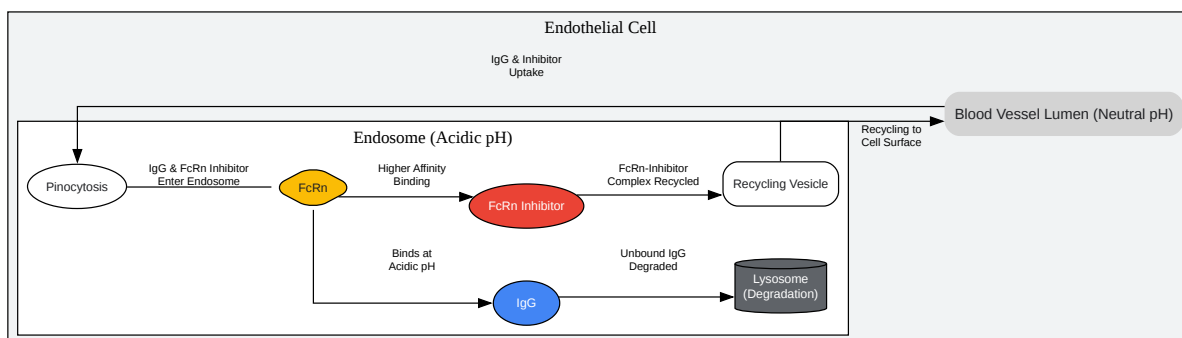 Endothelial Cell
IgG & Inhibitor
Uptake
Blood Vessel Lumen (Neutral pH)
Recycling to
Cell Surface
Endosome (Acidic pH)
Pinocytosis
IgG & FcRn Inhibitor
Enter Endosome
FcRn
Higher Affinity
Binding
FcRn Inhibitor
FcRn-Inhibitor
Complex Recycled
Recycling Vesicle
Binds at
Acidic pH
IgG
Unbound IgG
Degraded
Lysosome
(Degradation)